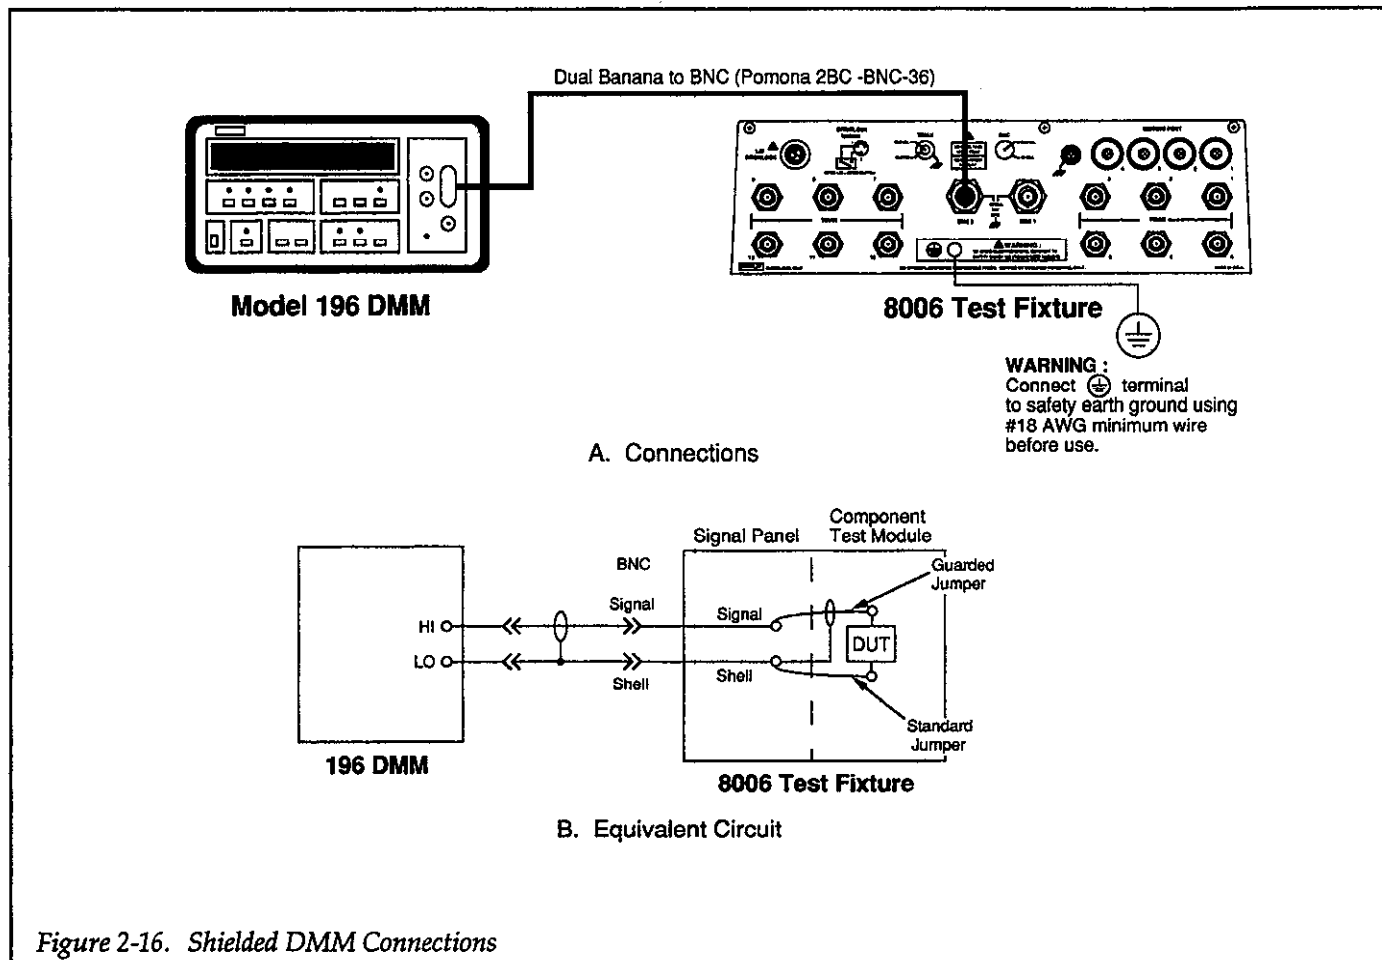 Dual Banana to BNC (Pomona 2BC -BNC-36)
TRIAX
TRIAX
WARNING :
Model 196 DMM
8006 Test Fixture
WARNING :
Connect terminal
to safety earth ground using
#18 AWG minimum wire
before use.
A. Connections
Signal Panel
Component
Test Module
BNC
Guarded
Jumper
Signal
Signal
HI
DUT
LO
Shell
Shell
Standard
Jumper
196 DMM
8006 Test Fixture
B. Equivalent Circuit
Figure 2-16. Shielded DMM Connections